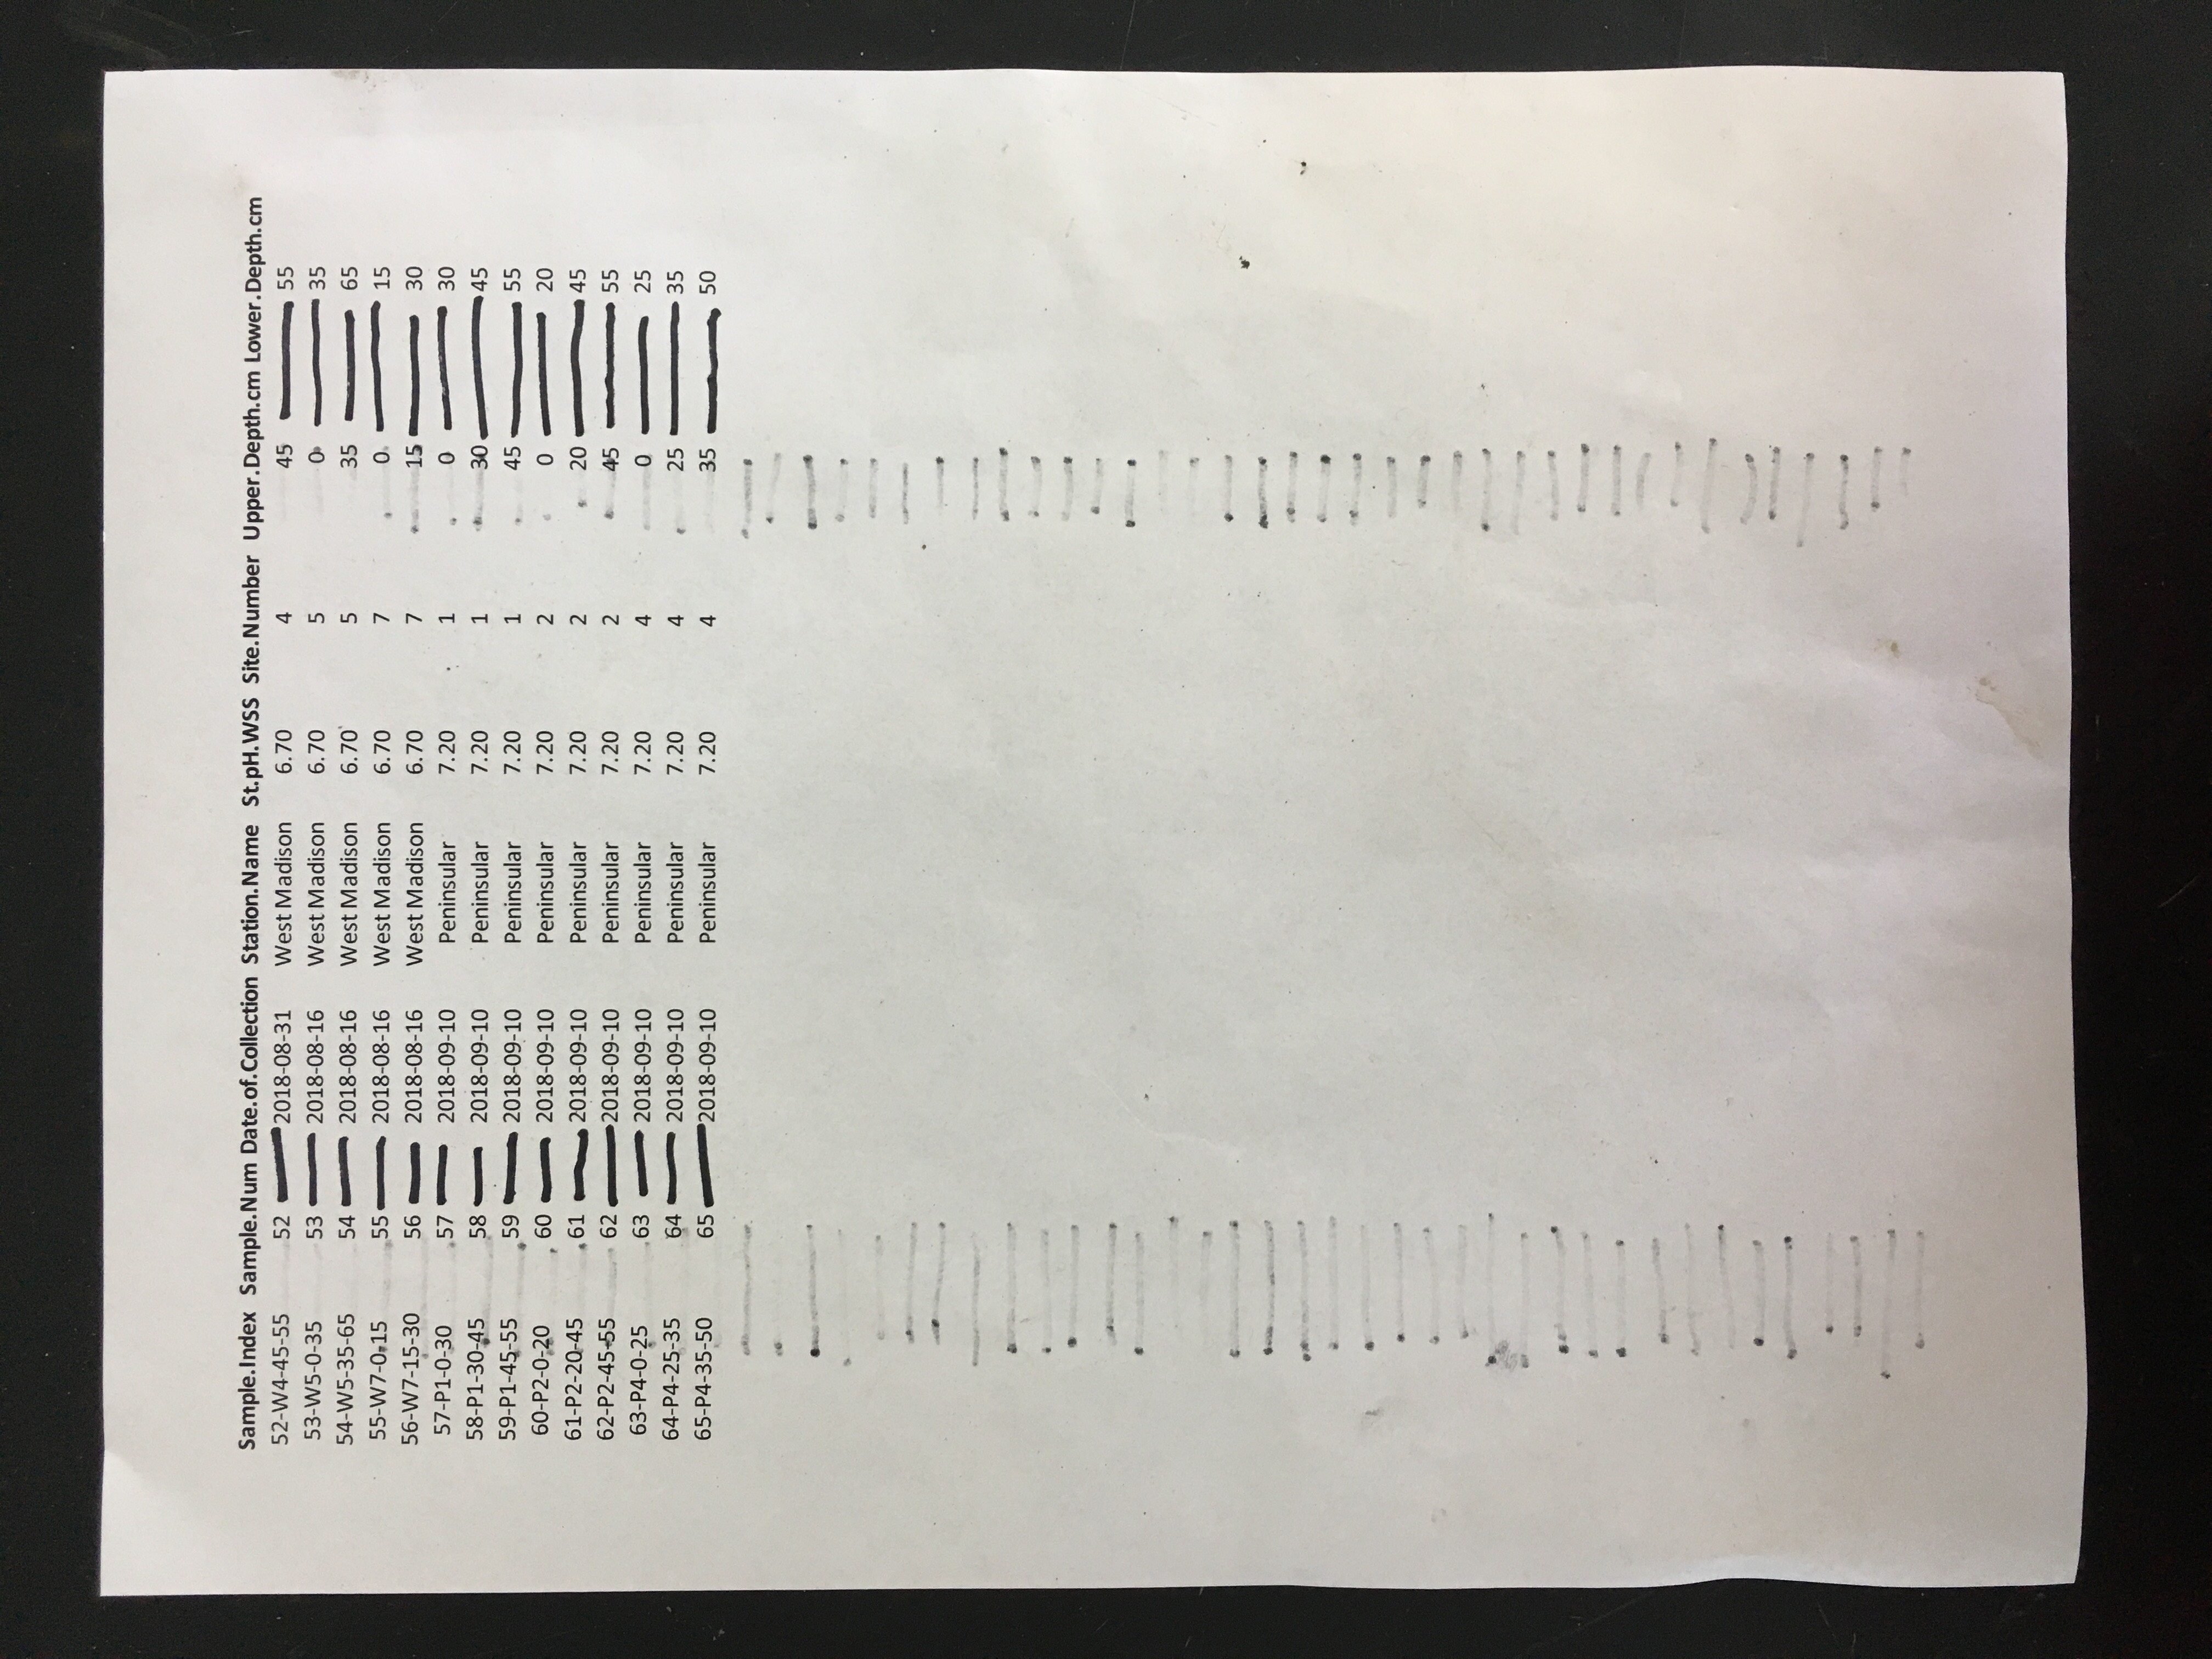 Sample.Index Sample.Num Date.of.Collection Station.Name St.pH.WSS Site.Number Upper.Depth.cm Lower.Depth.cm
52-W4-45-55 52 2018-08-31 West Madison 6.70 4 45 55
53-W5-0-35 53 2018-08-16 West Madison 6.70 5 0 35
54-W5-35-65 54 2018-08-16 West Madison 6.70 5 35 65
55-W7-0-15 55 2018-08-16 West Madison 6.70 7 0 15
56-W7-15-30 56 2018-08-16 West Madison 6.70 7 15 30
57-P1-0-30 57 2018-09-10 Peninsular 7.20 1 0 30
58-P1-30-45 58 2018-09-10 Peninsular 7.20 1 30 45
59-P1-45-55 59 2018-09-10 Peninsular 7.20 1 45 55
60-P2-0-20 60 2018-09-10 Peninsular 7.20 2 0 20
61-P2-20-45 61 2018-09-10 Peninsular 7.20 2 20 45
62-P2-45-55 62 2018-09-10 Peninsular 7.20 2 45 55
63-P4-0-25 63 2018-09-10 Peninsular 7.20 4 0 25
64-P4-25-35 64 2018-09-10 Peninsular 7.20 4 25 35
65-P4-35-50 65 2018-09-10 Peninsular 7.20 4 35 50